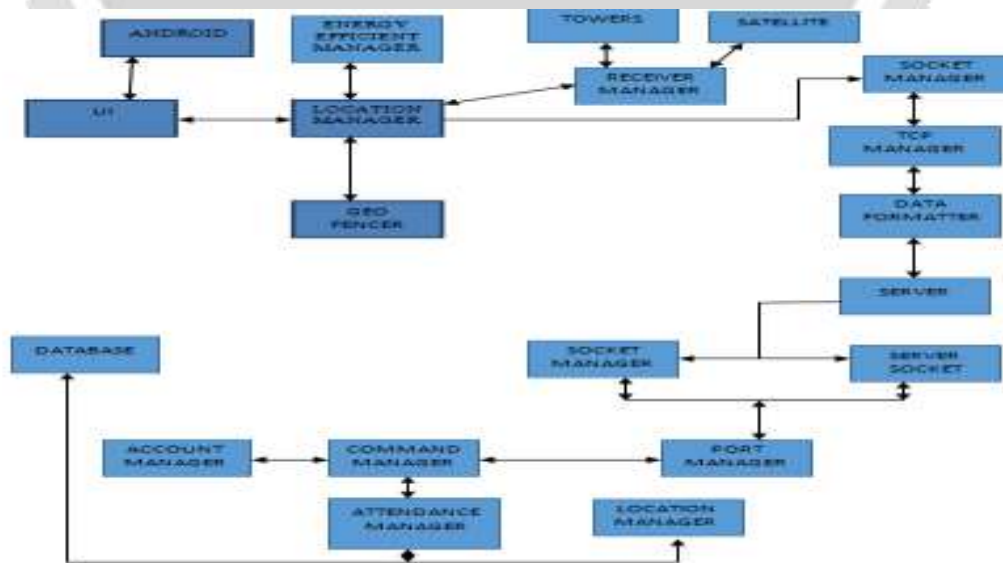 ANDROID
ENERGY
EFFICIENT
MANAGER
TOWERS
SATELLITE
RECEIVER
MANAGER
SOCKET
MANAGER
UI
LOCATION
MANAGER
TCP
MANAGER
GEO
FENCER
DATA
FORMATTER
SERVER
DATABASE
SOCKET
MANAGER
SERVER
SOCKET
ACCOUNT
MANAGER
COMMAND
MANAGER
PORT
MANAGER
ATTENDANCE
MANAGER
LOCATION
MANAGER